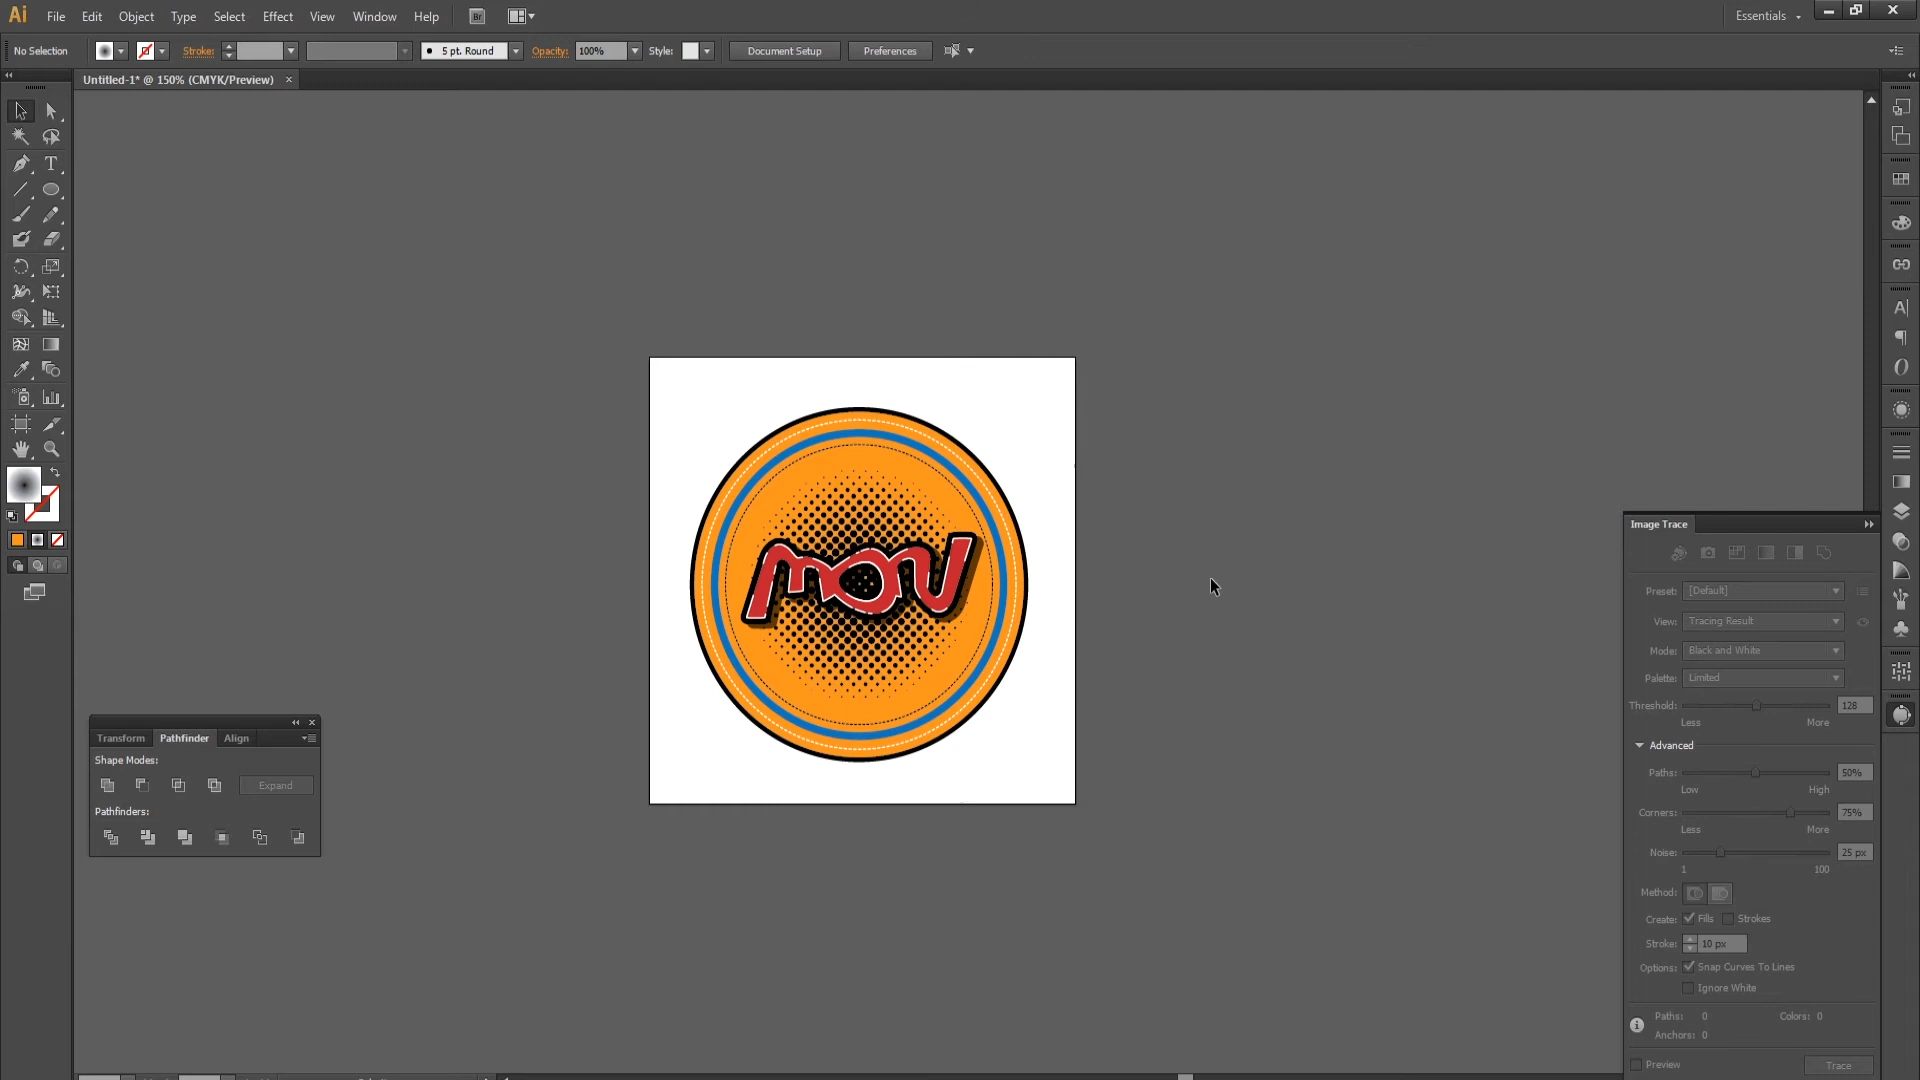 Ai File Edit Object Type Select Effect View Window Help Br Essentials
No Selection Stroke: 5 pt. Round Opacity: 100% Style: Document Setup Preferences
Untitled-1* @ 150% (CMYK/Preview) ×
mon
Transform Pathfinder Align
Shape Modes:
Expand
Pathfinders:
Image Trace
Preset: [Default]
View: Tracing Result
Mode: Black and White
Palette: Limited
Threshold: 128
Less More
Advanced
Paths: 50%
Low High
Corners: 75%
Less More
Noise: 25 px
1 100
Method:
Create: Fills Strokes
Stroke: 10 px
Options: Snap Curves To Lines
Ignore White
Paths: 0 Colors: 0
Anchors: 0
Preview Trace